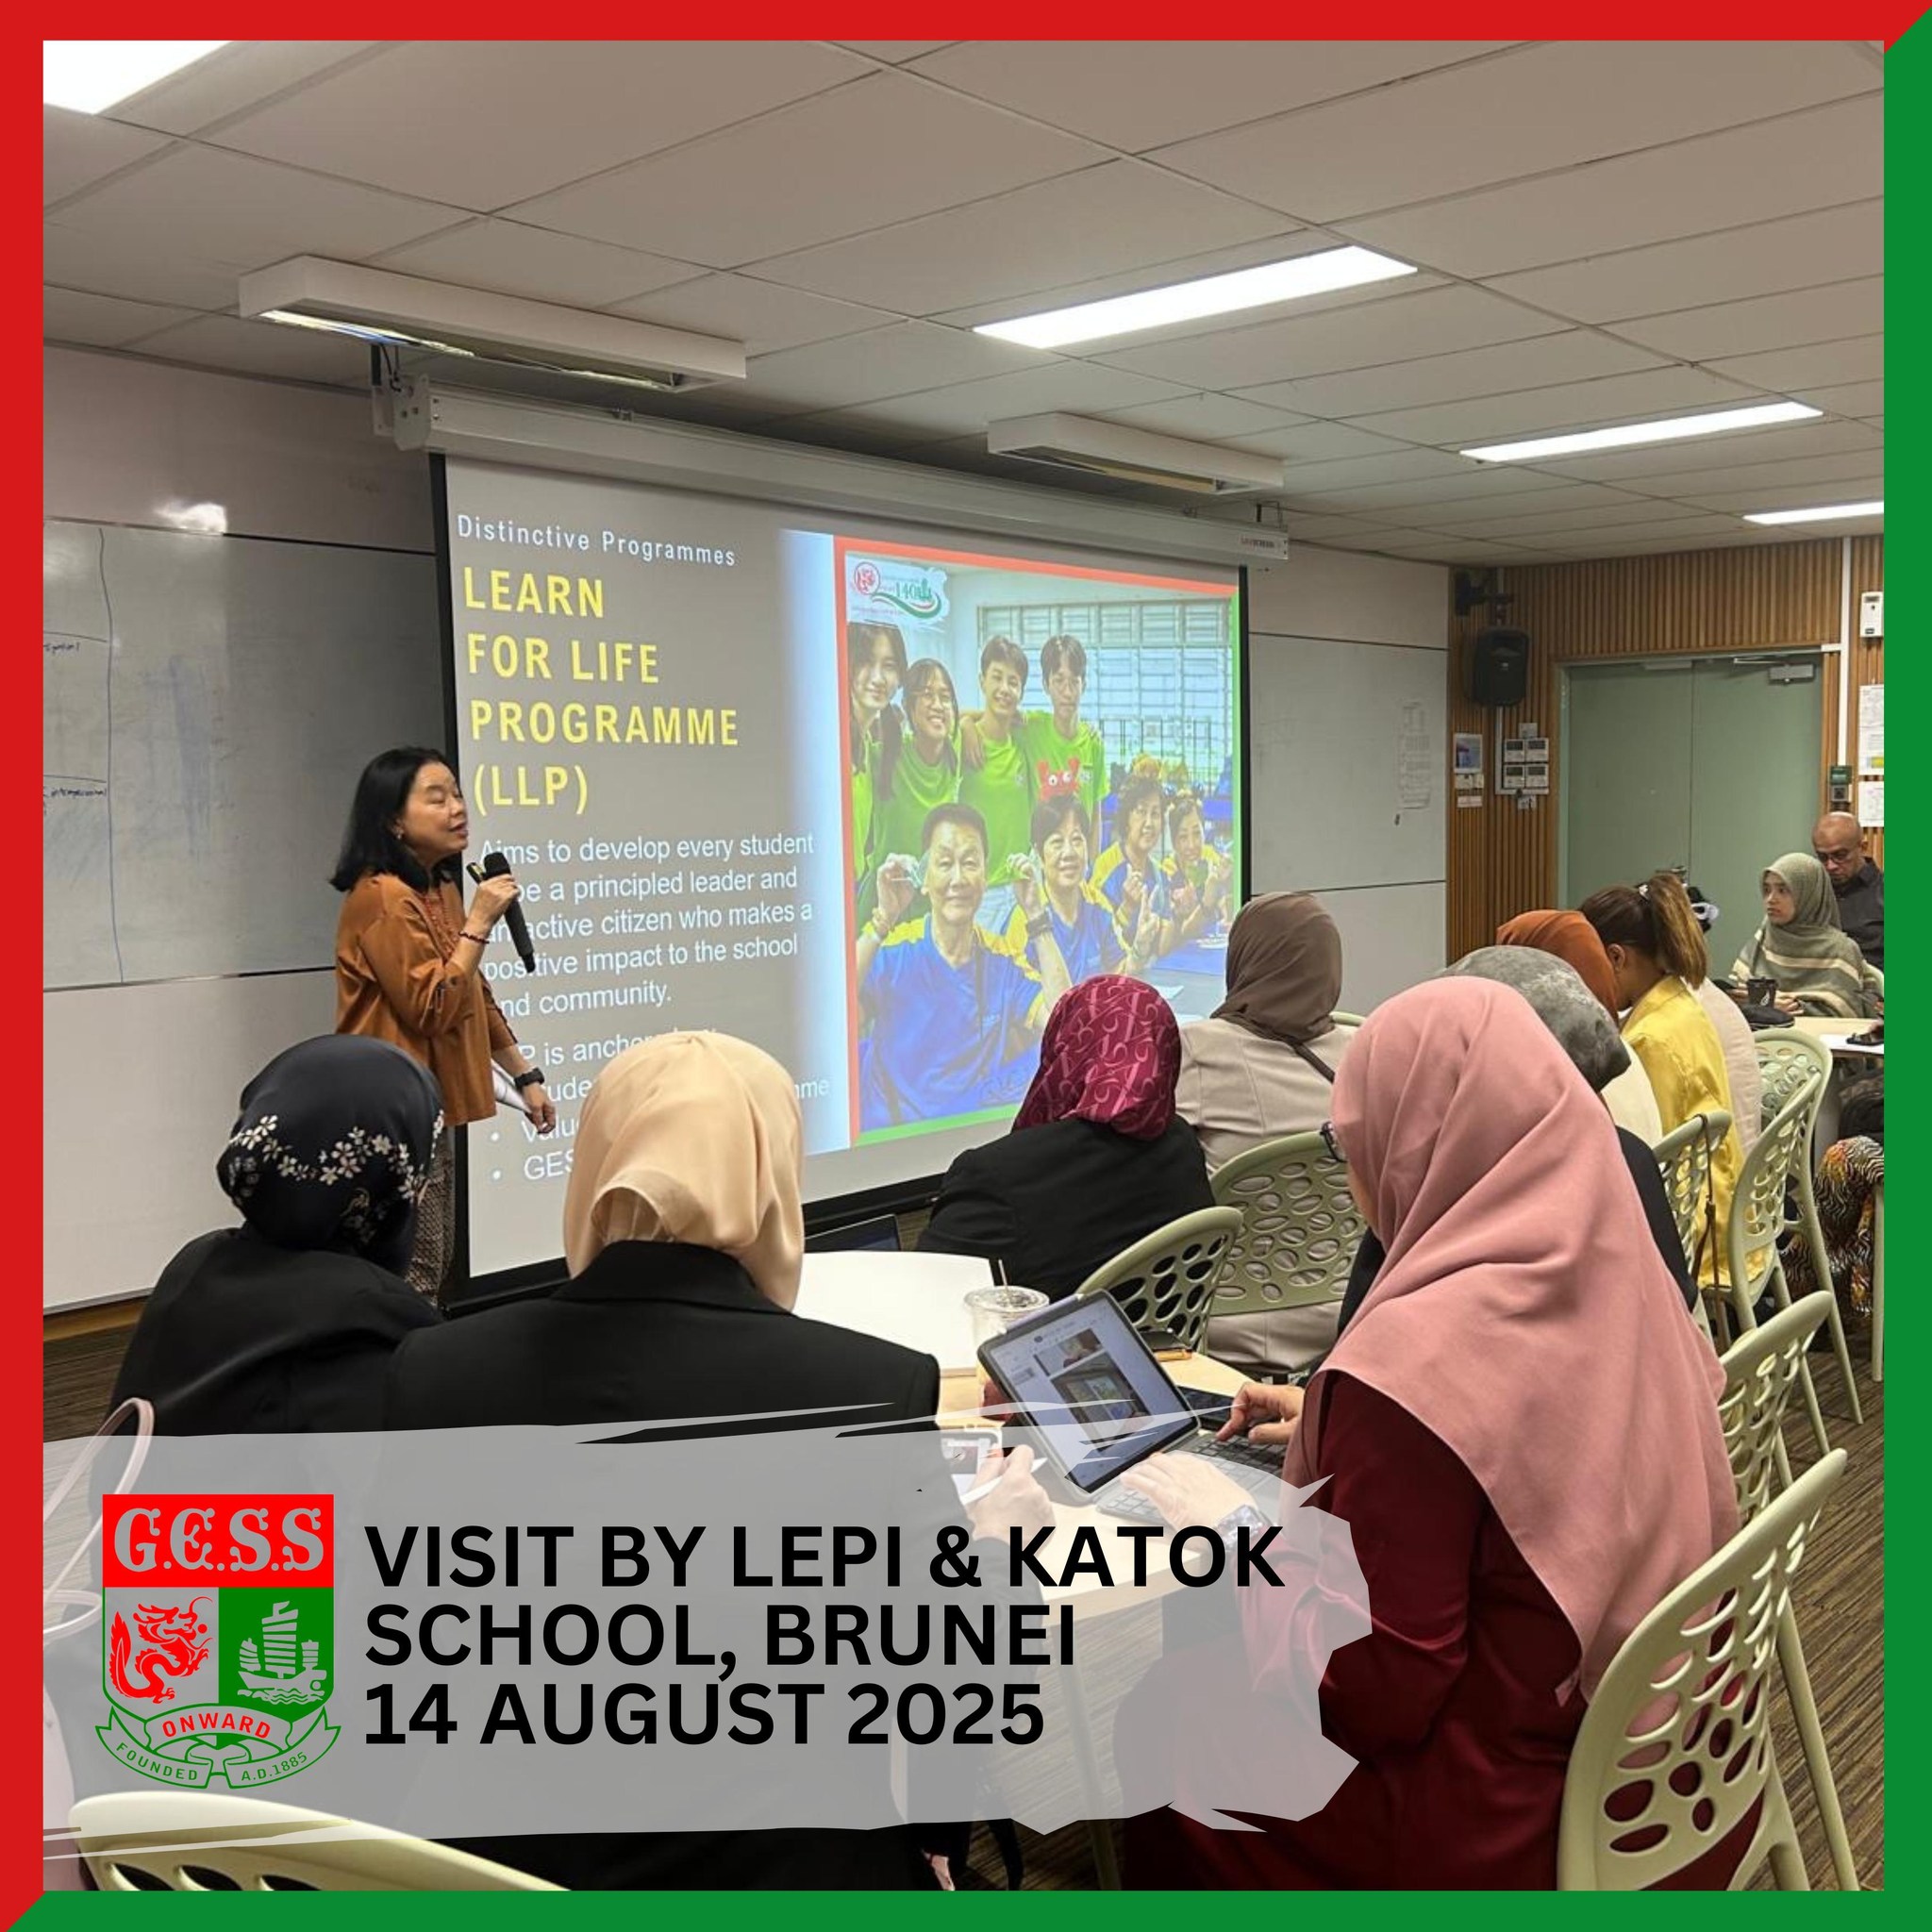 Distinctive Programmes
LEARN
FOR LIFE
PROGRAMME
(LLP)
Aims to develop every student
be a principled leader and
active citizen who makes a
positive impact to the school
and community.
is
GESS
G.E.S.S
ONWARD
FOUNDED A.D.1885
VISIT BY LEPI & KATOK
SCHOOL, BRUNEI
14 AUGUST 2025